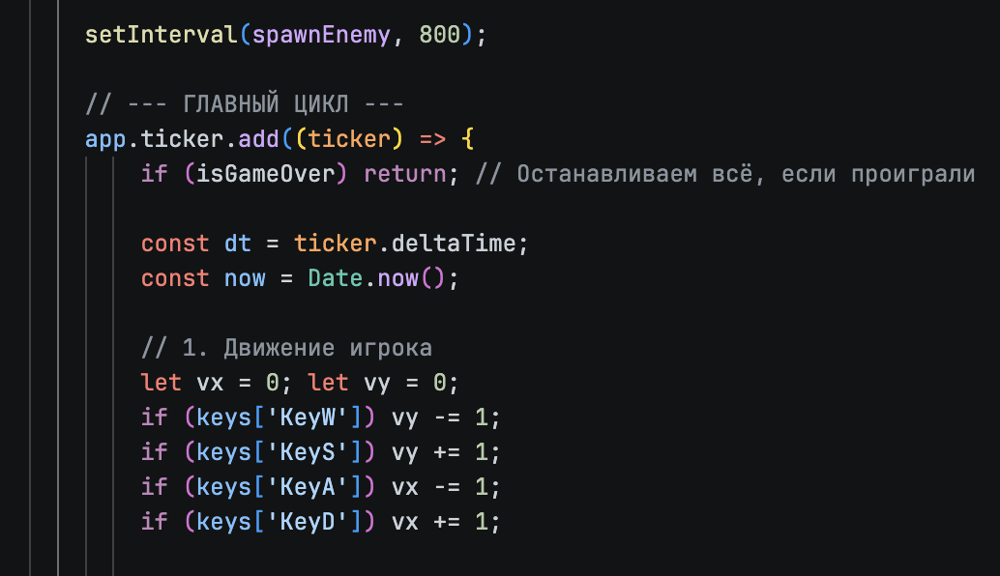 setInterval(spawnEnemy, 800);
// --- ГЛАВНЫЙ ЦИКЛ ---
app.ticker.add((ticker) => {
if (isGameOver) return; // Останавливаем всё, если проиграли
const dt = ticker.deltaTime;
const now = Date.now();
// 1. Движение игрока
let vx = 0; let vy = 0;
if (keys['KeyW']) vy -= 1;
if (keys['KeyS']) vy += 1;
if (keys['KeyA']) vx -= 1;
if (keys['KeyD']) vx += 1;